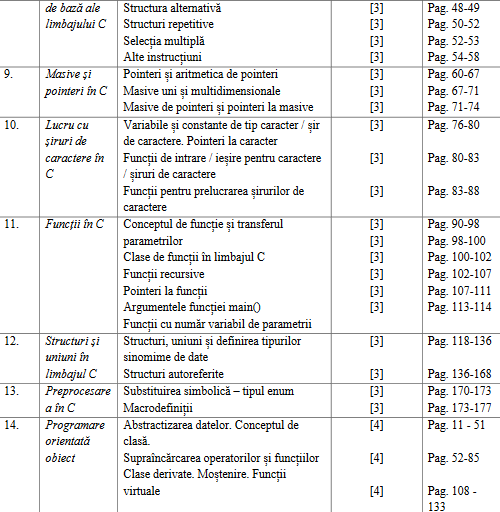 de bază ale Structura alternativă [3] Pag. 48-49
limbajului C Structuri repetitive [3] Pag. 50-52
Selecția multiplă [3] Pag. 52-53
Alte instrucțiuni [3] Pag. 54-58
9. Masive și Pointeri și aritmetica de pointeri [3] Pag. 60-67
pointeri în C Masive uni și multidimensionale [3] Pag. 67-71
Masive de pointeri și pointeri la masive [3] Pag. 71-74
10. Lucru cu Variabile și constante de tip caracter / șir [3] Pag. 76-80
șiruri de de caractere. Pointeri la caracter
caractere în Funcții de intrare / ieșire pentru caractere [3] Pag. 80-83
C / șiruri de caractere
Funcții pentru prelucrarea șirurilor de [3] Pag. 83-88
caractere
11. Funcții în C Conceptul de funcție și transferul [3] Pag. 90-98
parametrilor [3] Pag. 98-100
Clase de funcții în limbajul C [3] Pag. 100-102
Funcții recursive [3] Pag. 102-107
Pointeri la funcții [3] Pag. 107-111
Argumentele funcției main() [3] Pag. 113-114
Funcții cu număr variabil de parametrii
12. Structuri și Structuri, uniuni și definirea tipurilor [3] Pag. 118-136
uniuni în sinomime de date
limbajul C Structuri autoreferite [3] Pag. 136-168
13. Preprocesare Substituirea simbolică – tipul enum [3] Pag. 170-173
a în C Macrodefiniții [3] Pag. 173-177
14. Programare Abstractizarea datelor. Conceptul de [4] Pag. 11 - 51
orientată clasă.
obiect Supraîncărcarea operatorilor și funcțiilor [4] Pag. 52-85
Clase derivate. Moștenire. Funcții
virtuale [4] Pag. 108 -
133